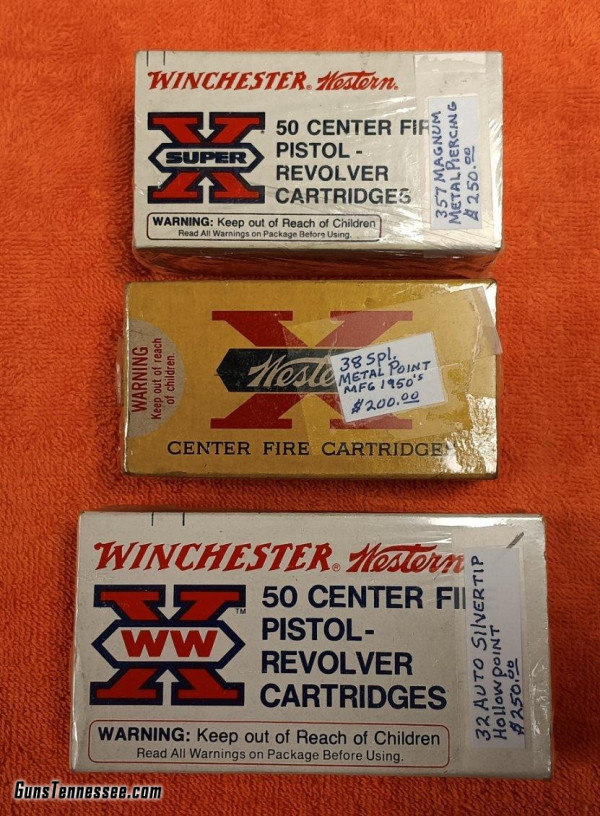 WINCHESTER® Western®
X
SUPER
50 CENTER FIR
PISTOL -
REVOLVER
CARTRIDGES
WARNING: Keep out of Reach of Children
Read All Warnings on Package Before Using.
357 MAGNUM
METAL PIERCING
$250.00
WARNING
Keep out of reach
of children.
X
Weste
CENTER FIRE CARTRIDGE
38 Spl.
METAL POINT
MFG 1950's
$200.00
WINCHESTER® Western
X
WW
™
50 CENTER FI
PISTOL-
REVOLVER
CARTRIDGES
WARNING: Keep out of Reach of Children
Read All Warnings on Package Before Using.
32 AUTO SILVERTIP
Hollowpoint
$250.00
GunsTennessee.com